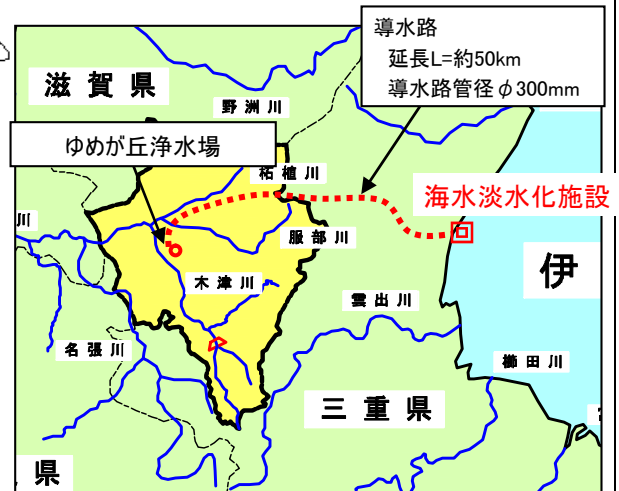 導水路
延長L=約50km
導水路管径φ300mm
滋賀県
野洲川
ゆめが丘浄水場
柘植川
海水淡水化施設
川
服部川
伊
木津川
雲出川
名張川
櫛田川
三重県
県